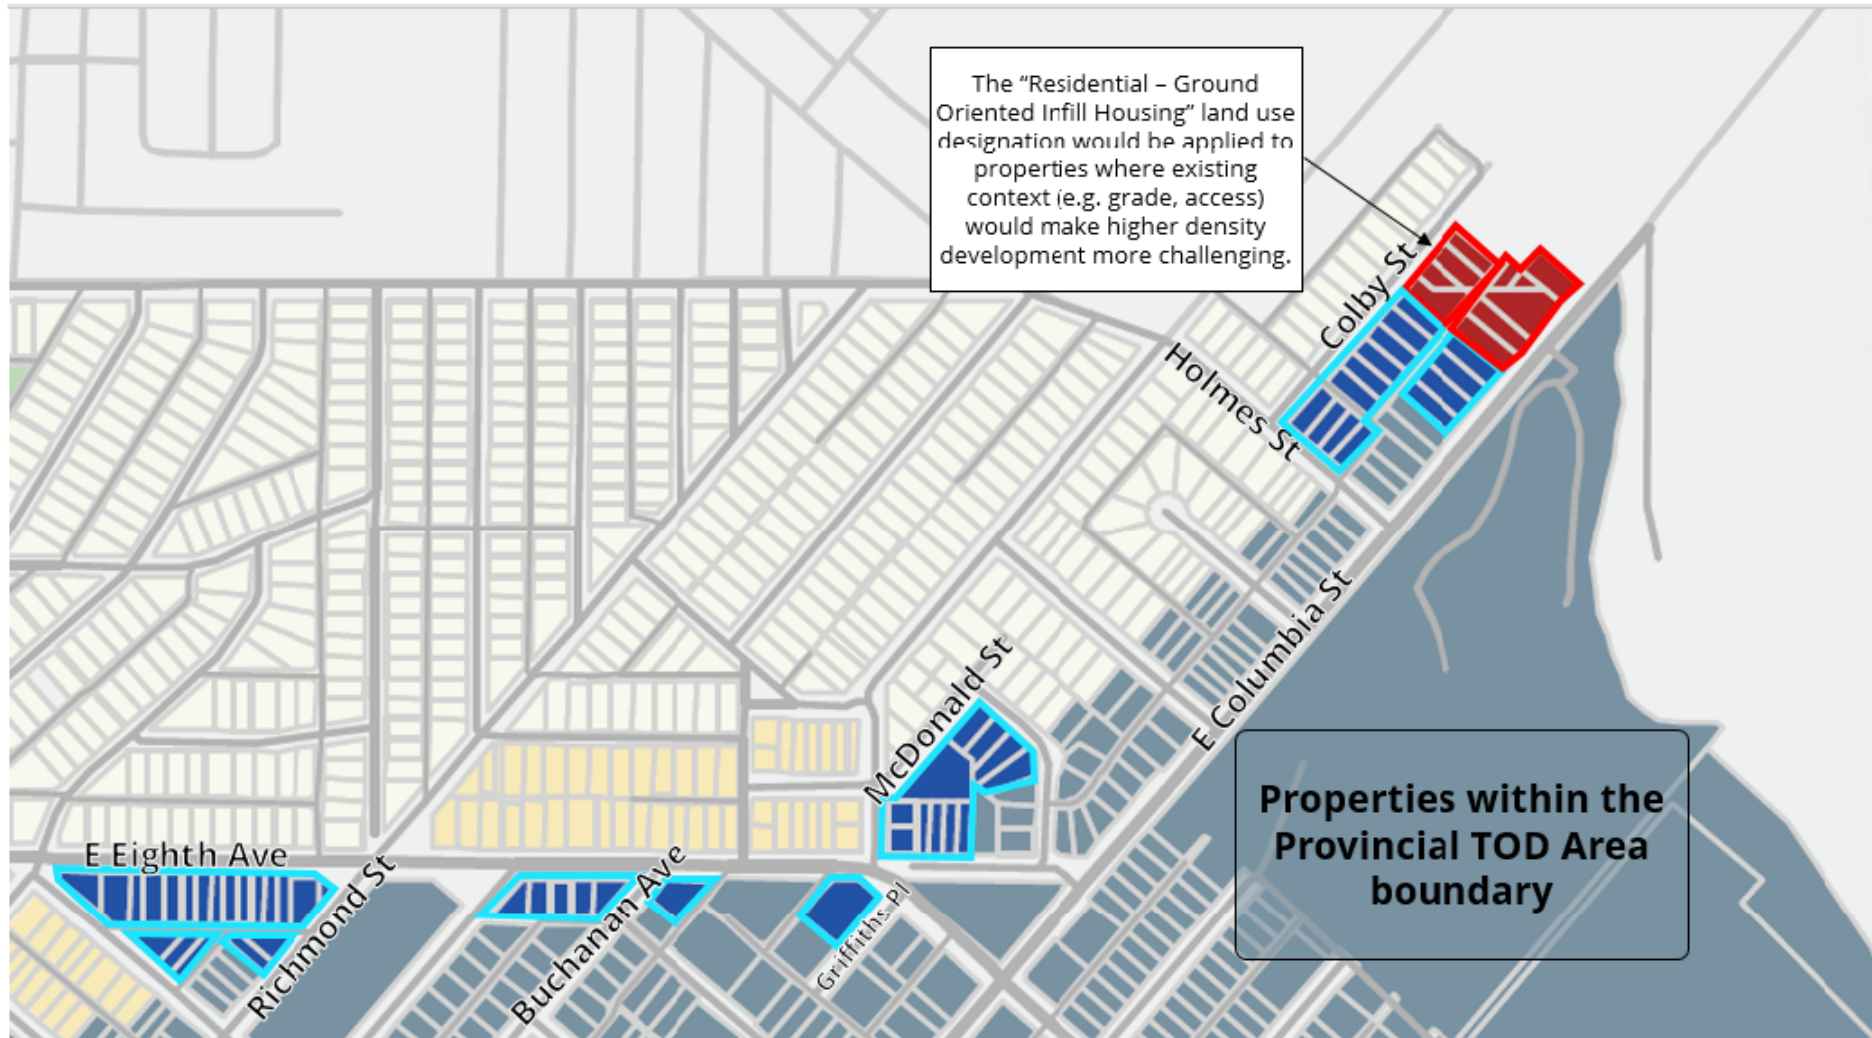 The “Residential – Ground
Oriented Infill Housing” land use
designation would be applied to
properties where existing
context (e.g. grade, access)
would make higher density
development more challenging.
Colby St
Holmes St
E Columbia St
McDonald St
Properties within the
Provincial TOD Area
boundary
E Eighth Ave
Richmond St
Buchanan Ave
Griffiths Pl